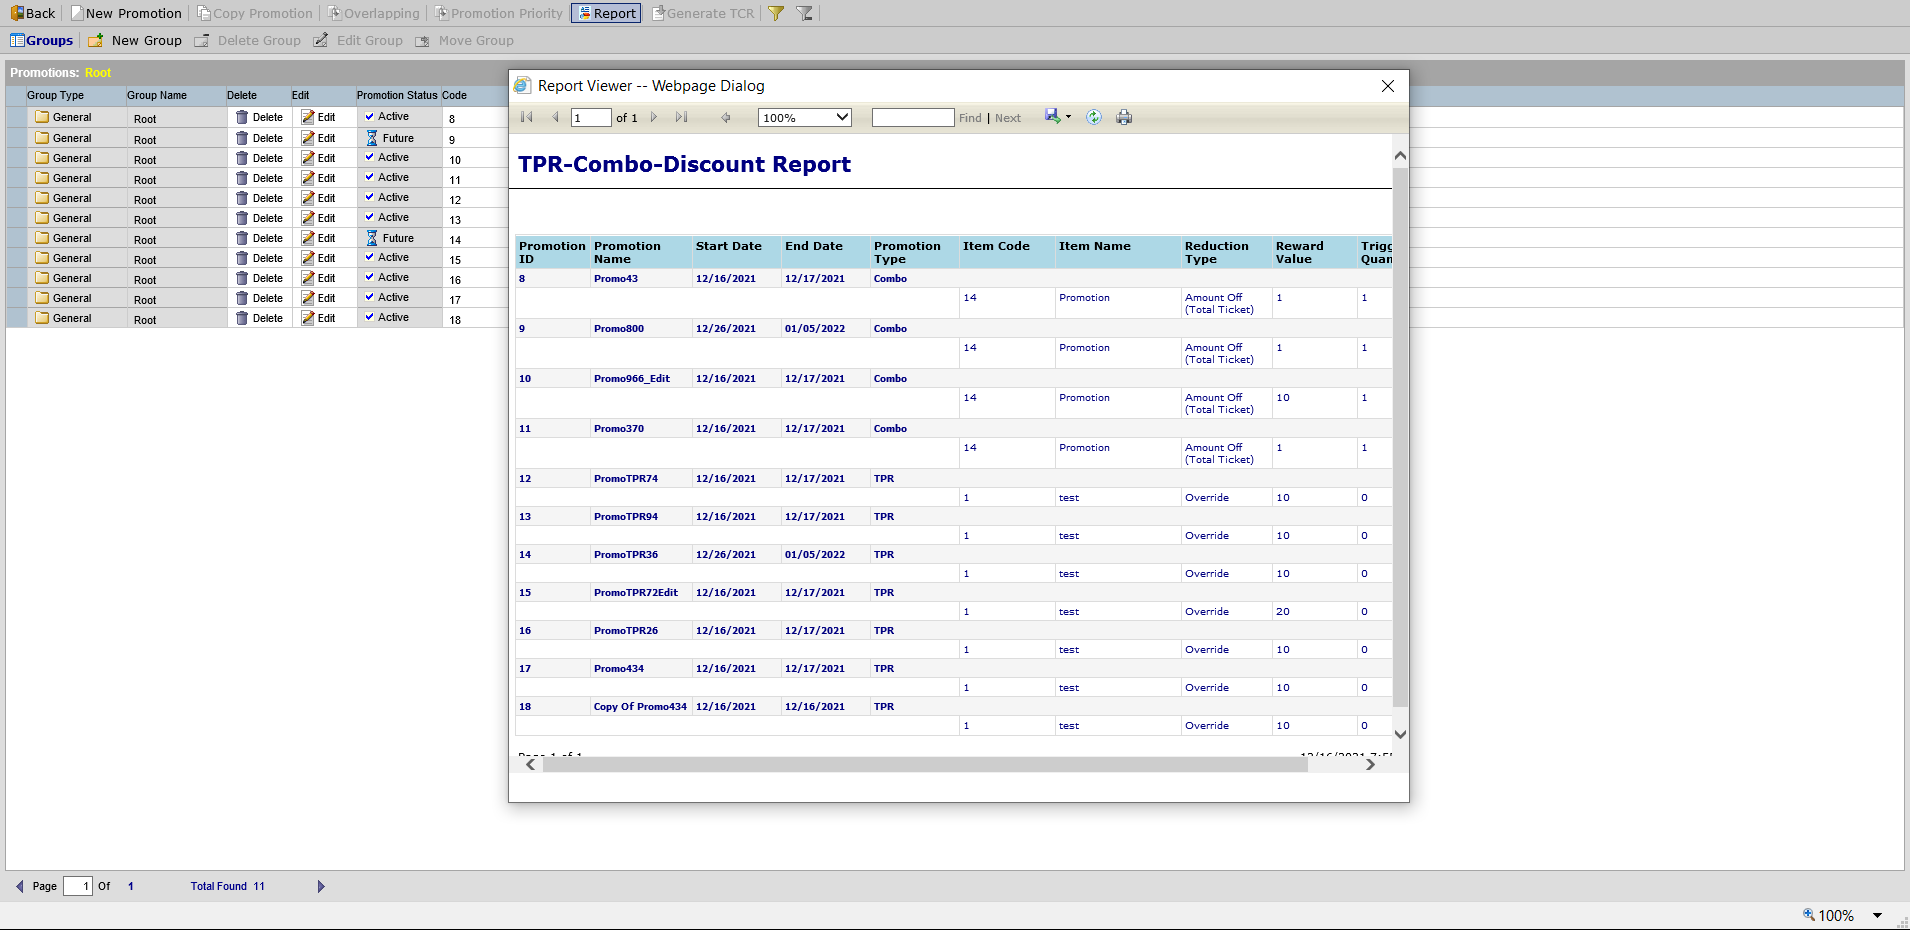 Back New Promotion Copy Promotion Overlapping Promotion Priority Report Generate TCR
Groups New Group Delete Group Edit Group Move Group
Promotions: Root
Group Type Group Name Delete Edit Promotion Status Code
General Root Delete Edit Active 8
General Root Delete Edit Future 9
General Root Delete Edit Active 10
General Root Delete Edit Active 11
General Root Delete Edit Active 12
General Root Delete Edit Active 13
General Root Delete Edit Future 14
General Root Delete Edit Active 15
General Root Delete Edit Active 16
General Root Delete Edit Active 17
General Root Delete Edit Active 18
Report Viewer -- Webpage Dialog
1 of 1 100% Find | Next
TPR-Combo-Discount Report
Promotion Promotion Start Date End Date Promotion Item Code Item Name Reduction Reward Trigg
ID Name Type Type Value Quan
8 Promo43 12/16/2021 12/17/2021 Combo
14 Promotion Amount Off 1 1
(Total Ticket)
9 Promo800 12/26/2021 01/05/2022 Combo
14 Promotion Amount Off 1 1
(Total Ticket)
10 Promo966_Edit 12/16/2021 12/17/2021 Combo
14 Promotion Amount Off 10 1
(Total Ticket)
11 Promo370 12/16/2021 12/17/2021 Combo
14 Promotion Amount Off 1 1
(Total Ticket)
12 PromoTPR74 12/16/2021 12/17/2021 TPR
1 test Override 10 0
13 PromoTPR94 12/16/2021 12/17/2021 TPR
1 test Override 10 0
14 PromoTPR36 12/26/2021 01/05/2022 TPR
1 test Override 10 0
15 PromoTPR72Edit 12/16/2021 12/17/2021 TPR
1 test Override 20 0
16 PromoTPR26 12/16/2021 12/17/2021 TPR
1 test Override 10 0
17 Promo434 12/16/2021 12/17/2021 TPR
1 test Override 10 0
18 Copy Of Promo434 12/16/2021 12/16/2021 TPR
1 test Override 10 0
Page 1 of 1 12/16/2021
Page 1 Of 1 Total Found 11
100%